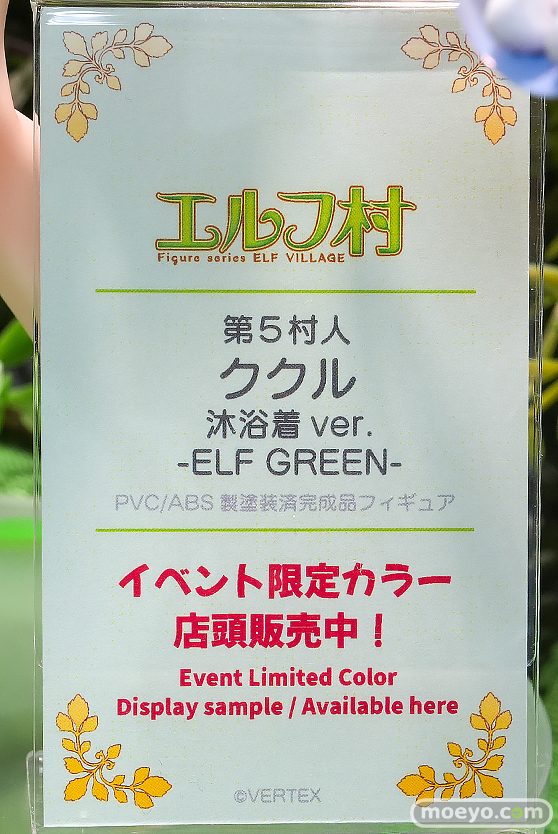 エルフ村
Figure series ELF VILLAGE
第5村人
ククル
沐浴着 ver.
-ELF GREEN-
PVC/ABS 製塗装済完成品フィギュア
イベント限定カラー
店頭販売中！
Event Limited Color
Display sample / Available here
©VERTEX
moeyo.com